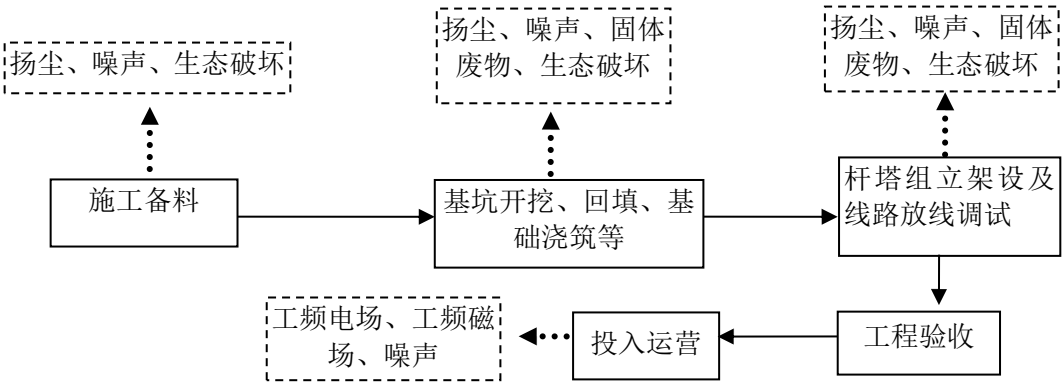 扬尘、噪声、生态破坏
扬尘、噪声、固体
废物、生态破坏
扬尘、噪声、固体
废物、生态破坏
施工备料
基坑开挖、回填、基
础浇筑等
杆塔组立架设及
线路放线调试
工频电场、工频磁
场、噪声
投入运营
工程验收